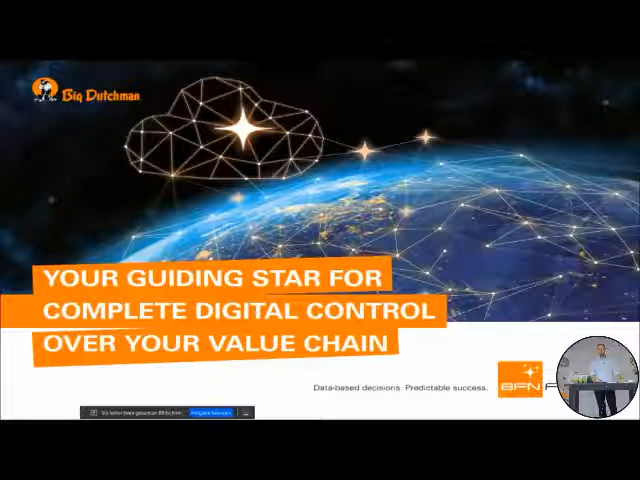 Big Dutchman
YOUR GUIDING STAR FOR
COMPLETE DIGITAL CONTROL
OVER YOUR VALUE CHAIN
Data-based decisions. Predictable success.
BFN F